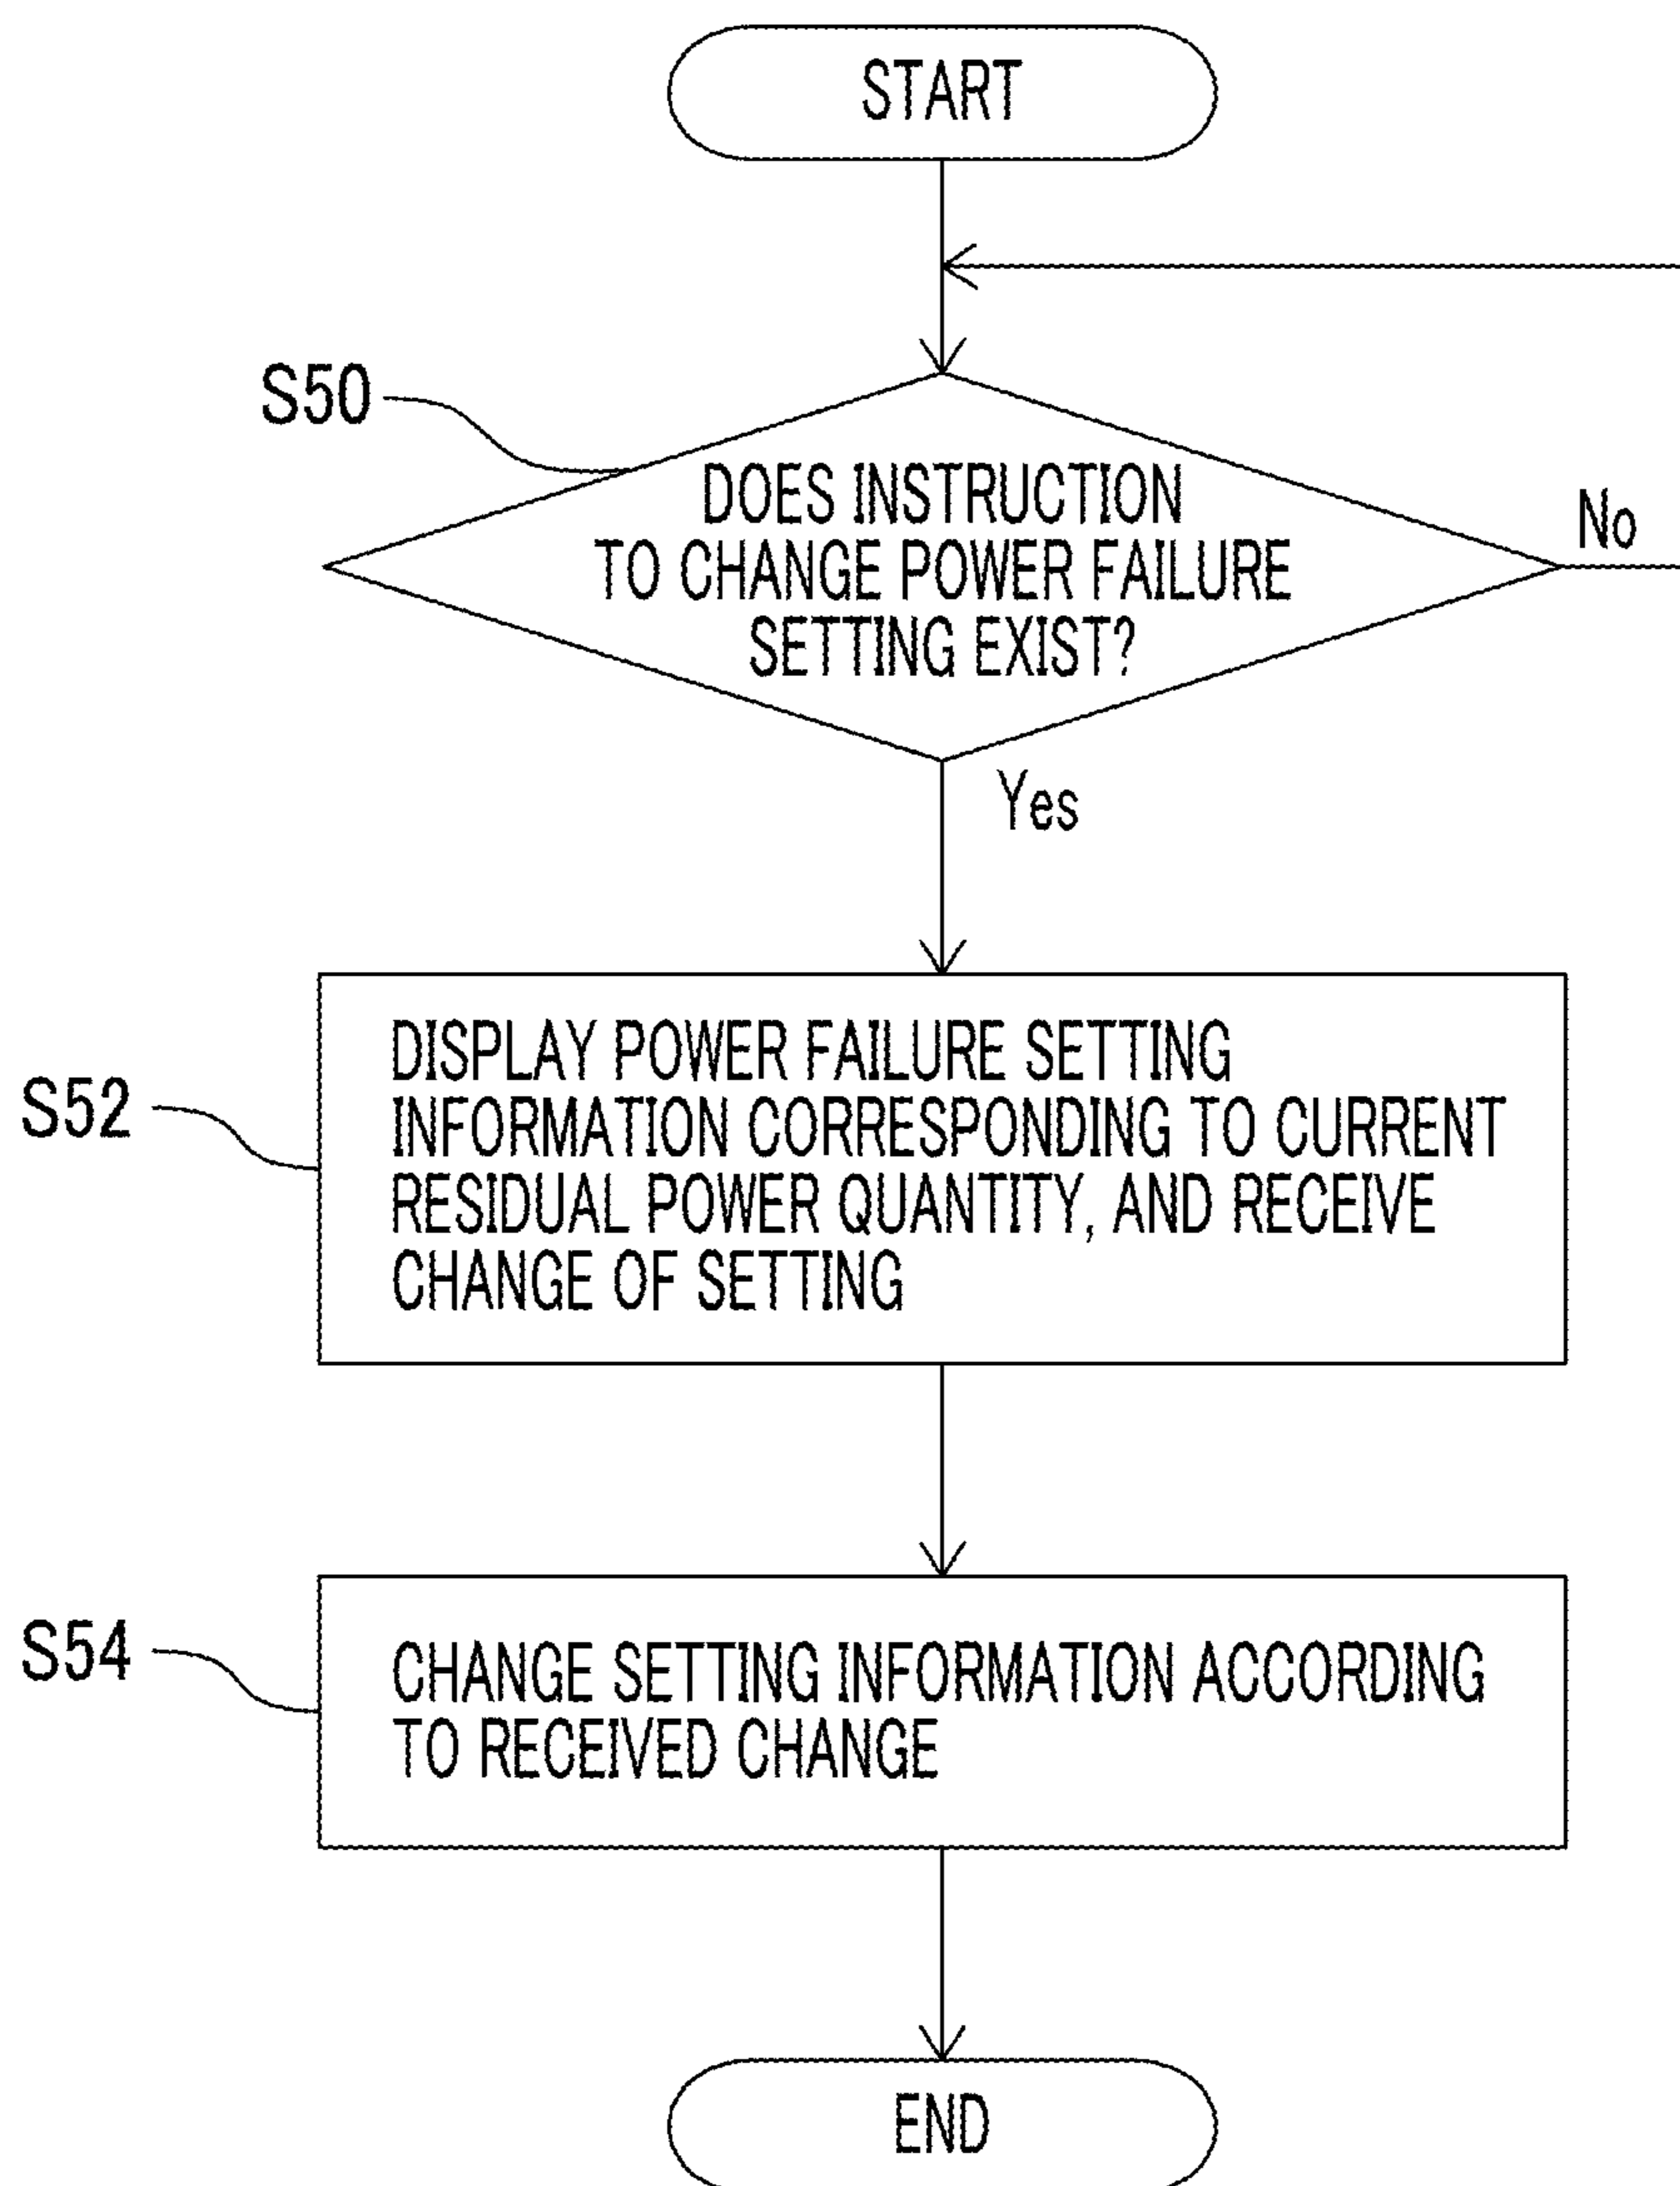 START
S50
DOES INSTRUCTION
TO CHANGE POWER FAILURE
SETTING EXIST?
No
Yes
S52
DISPLAY POWER FAILURE SETTING
INFORMATION CORRESPONDING TO CURRENT
RESIDUAL POWER QUANTITY, AND RECEIVE
CHANGE OF SETTING
S54
CHANGE SETTING INFORMATION ACCORDING
TO RECEIVED CHANGE
END